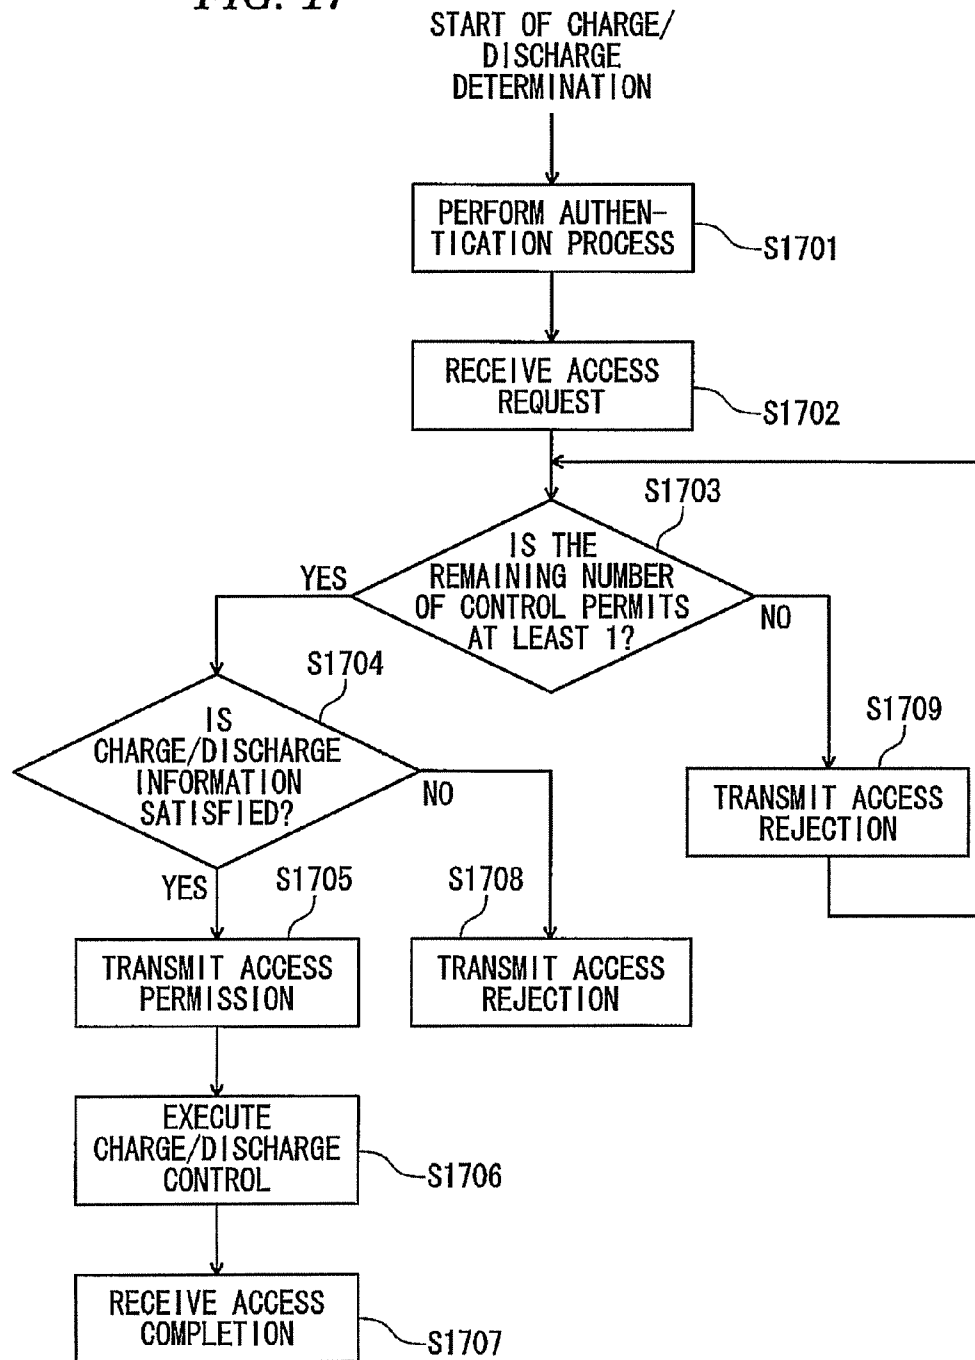 FIG. 17
START OF CHARGE/
DISCHARGE
DETERMINATION
PERFORM AUTHEN-
TICATION PROCESS
S1701
RECEIVE ACCESS
REQUEST
S1702
S1703
IS THE
REMAINING NUMBER
OF CONTROL PERMITS
AT LEAST 1?
YES
NO
S1704
IS
CHARGE/DISCHARGE
INFORMATION
SATISFIED?
NO
YES
S1709
TRANSMIT ACCESS
REJECTION
S1705
TRANSMIT ACCESS
PERMISSION
S1708
TRANSMIT ACCESS
REJECTION
EXECUTE
CHARGE/DISCHARGE
CONTROL
S1706
RECEIVE ACCESS
COMPLETION
S1707